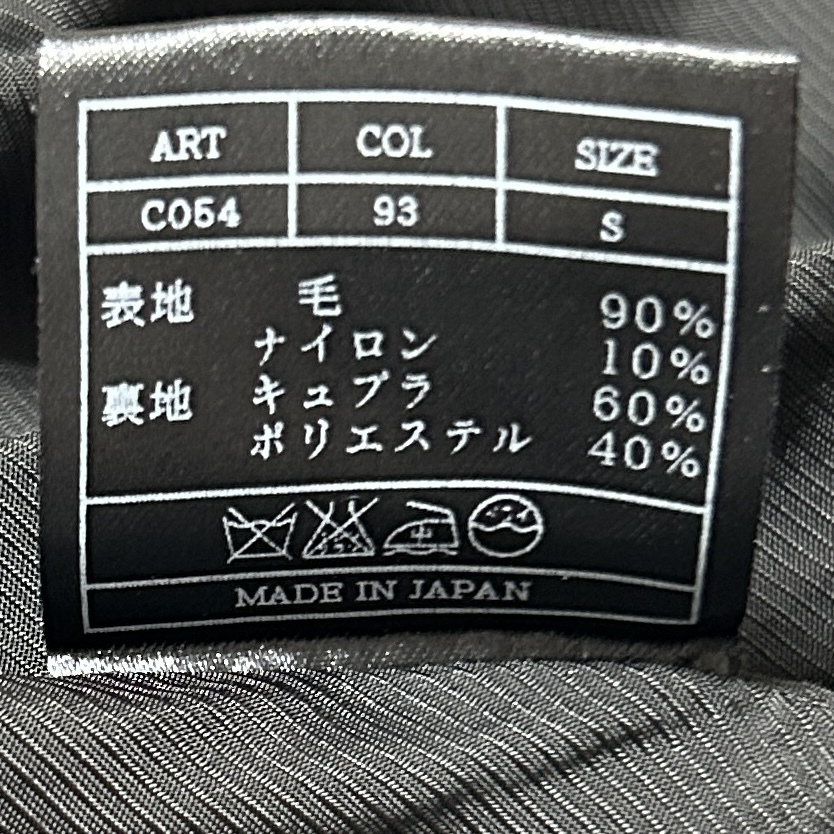 ART COL SIZE
C054 93 S
表地 毛 90%
ナイロン 10%
裏地 キュプラ 60%
ポリエステル 40%
中
MADE IN JAPAN